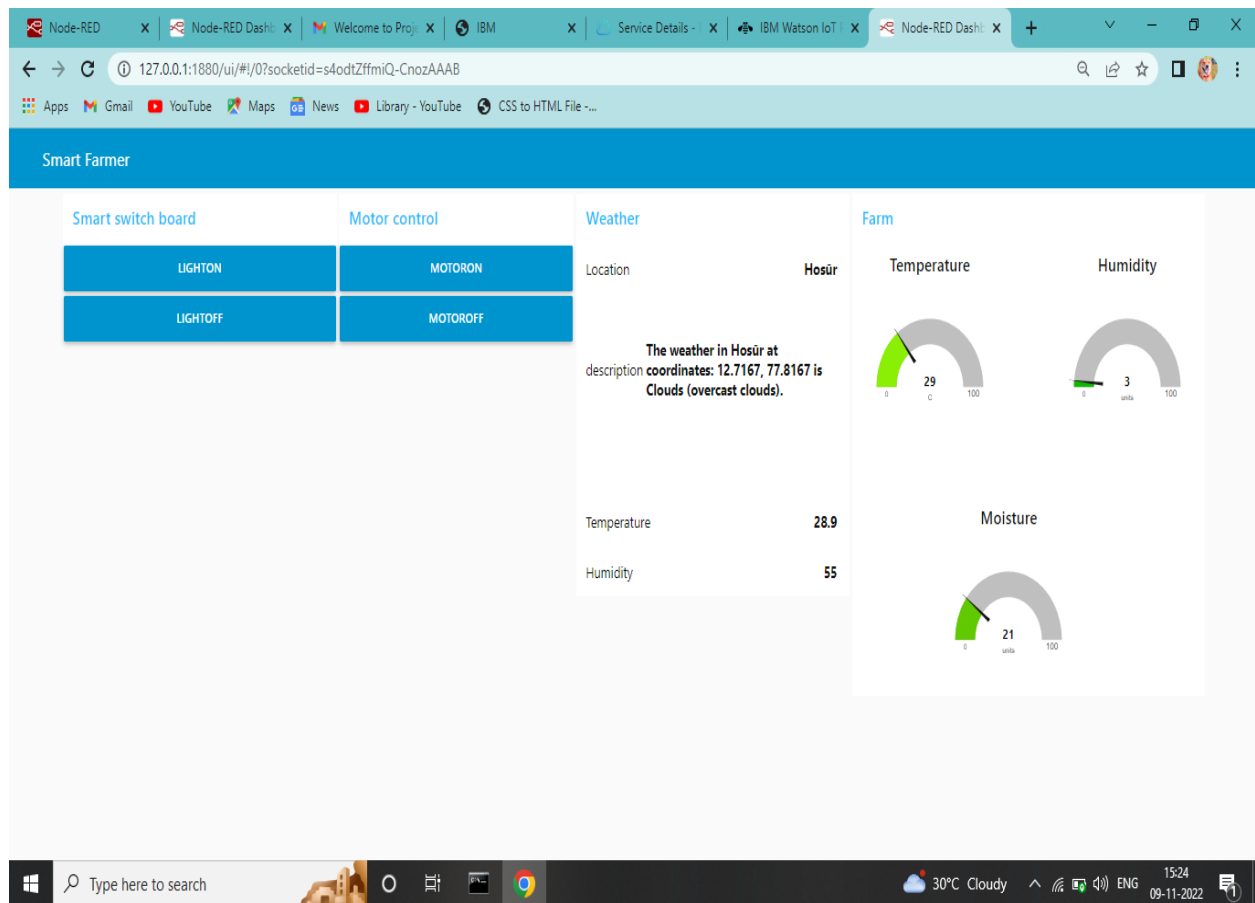 Node-RED
Node-RED Dashb
Welcome to Proje
IBM
Service Details -
IBM Watson IoT
Node-RED Dashb
127.0.0.1:1880/ui/#!/0?socketid=s4odtZffmiQ-CnozAAAB
Apps
Gmail
YouTube
Maps
News
Library - YouTube
CSS to HTML File -...
Smart Farmer
Smart switch board
LIGHTON
LIGHTOFF
Motor control
MOTORON
MOTOROFF
Weather
Location Hosūr
description The weather in Hosūr at
coordinates: 12.7167, 77.8167 is
Clouds (overcast clouds).
Temperature 28.9
Humidity 55
Farm
Temperature
29
C
0
100
Humidity
3
units
0
100
Moisture
21
units
0
100
Type here to search
30°C Cloudy
ENG
15:24
09-11-2022
1